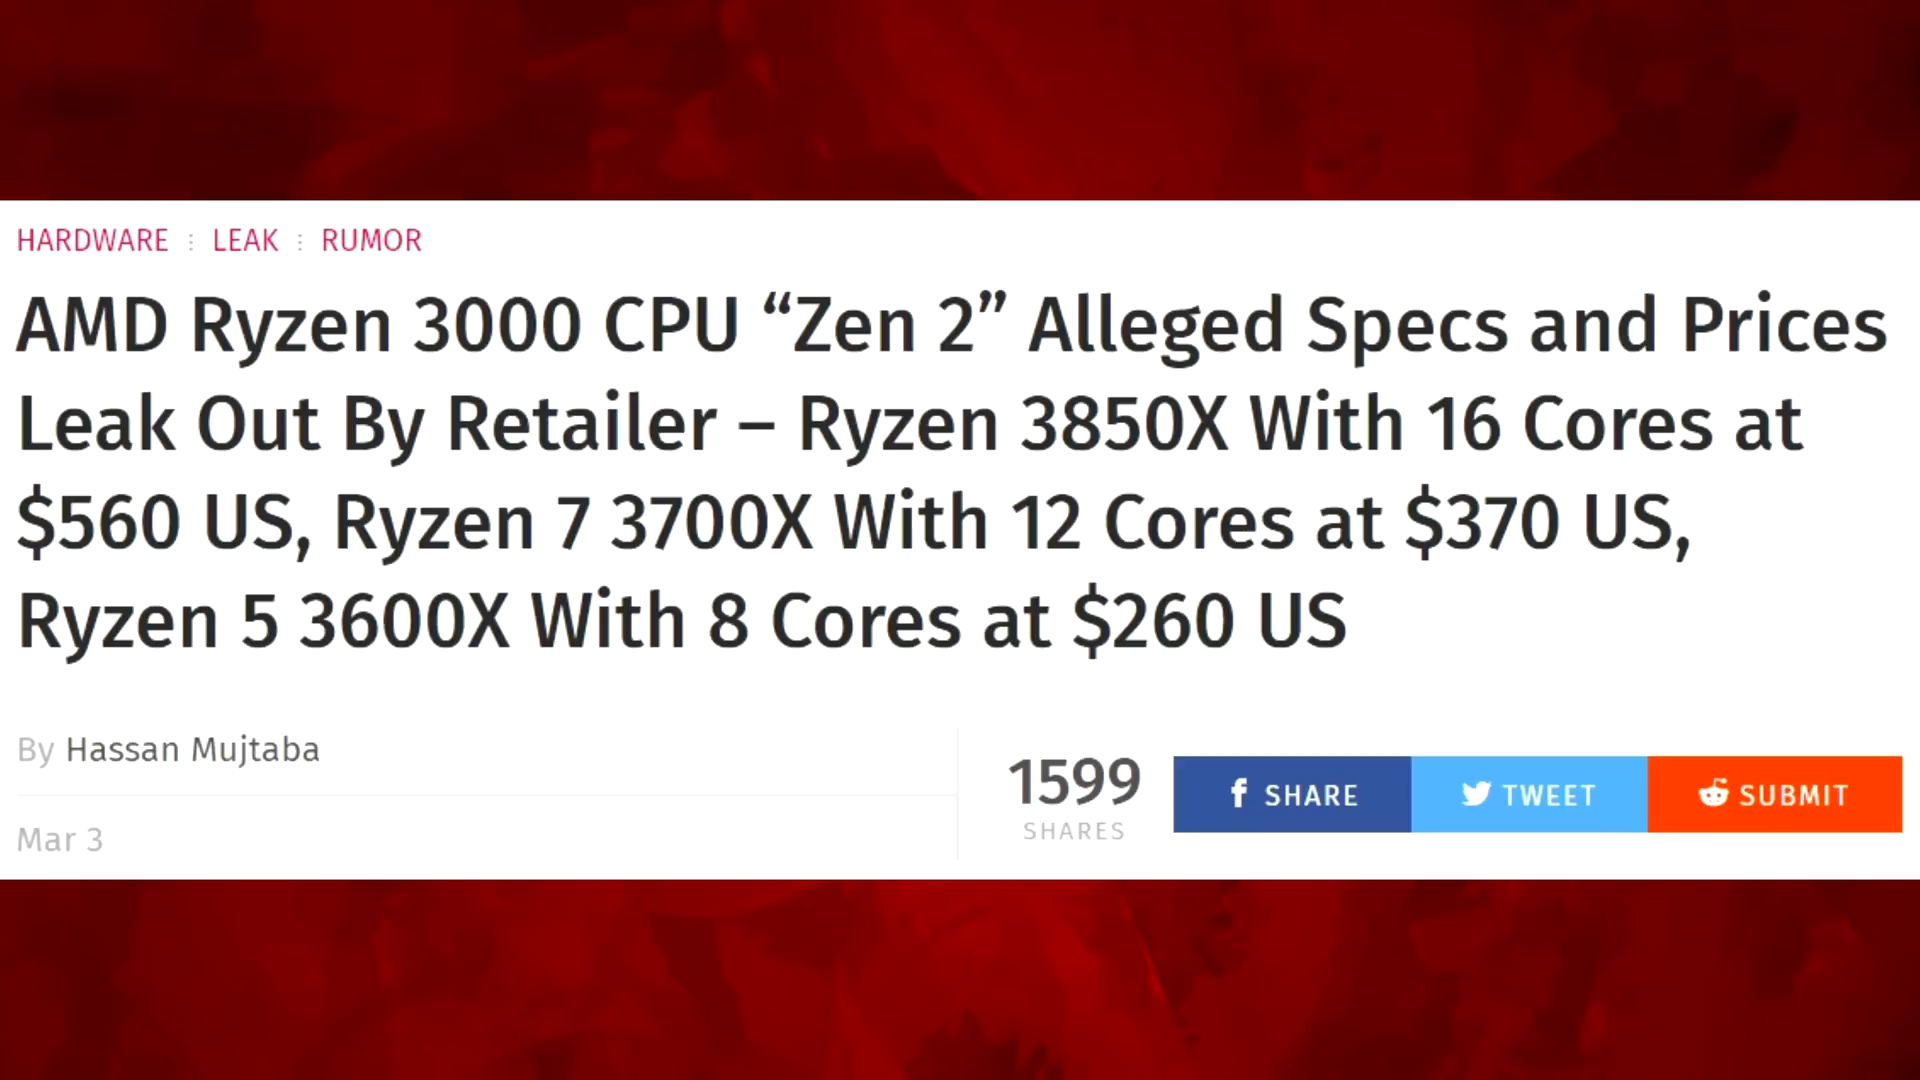 HARDWARE ⋮ LEAK ⋮ RUMOR
AMD Ryzen 3000 CPU “Zen 2” Alleged Specs and Prices
Leak Out By Retailer – Ryzen 3850X With 16 Cores at
$560 US, Ryzen 7 3700X With 12 Cores at $370 US,
Ryzen 5 3600X With 8 Cores at $260 US
By Hassan Mujtaba
Mar 3
1599
SHARES
SHARE
TWEET
SUBMIT